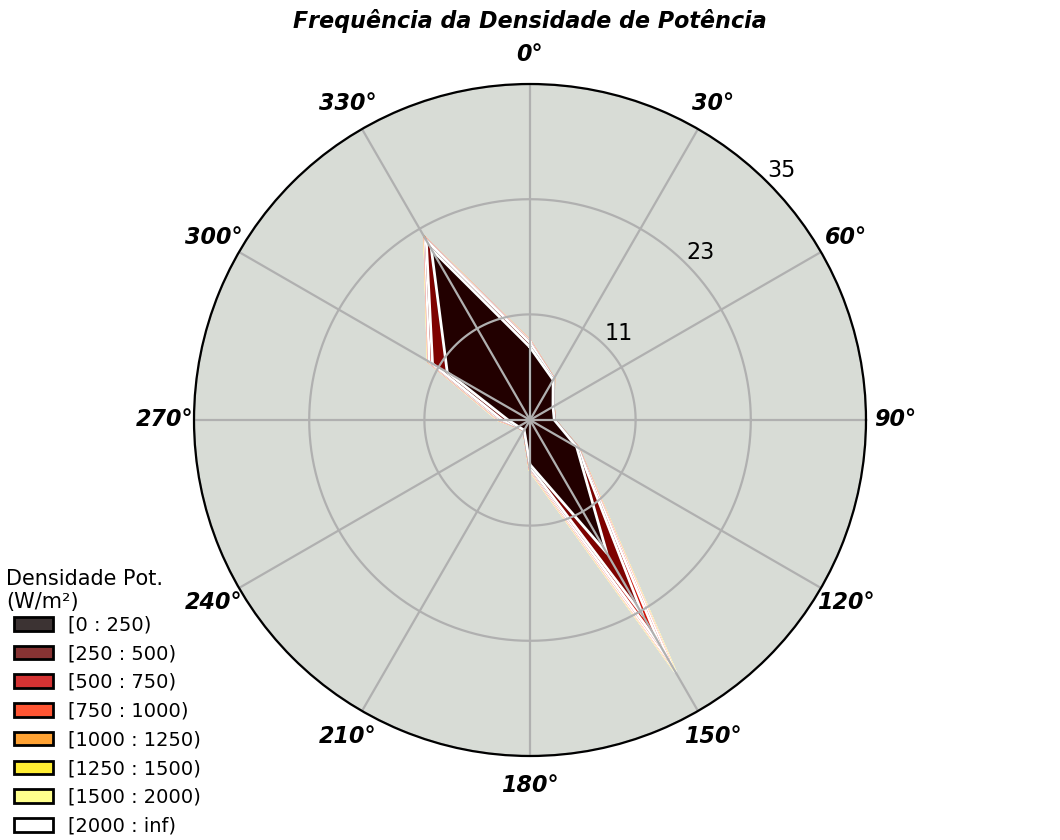 Frequência da Densidade de Potência
0°
330°
30°
35
300°
60°
23
11
270°
90°
240°
120°
210°
150°
180°
Densidade Pot.
(W/m²)
[0 : 250)
[250 : 500)
[500 : 750)
[750 : 1000)
[1000 : 1250)
[1250 : 1500)
[1500 : 2000)
[2000 : inf)